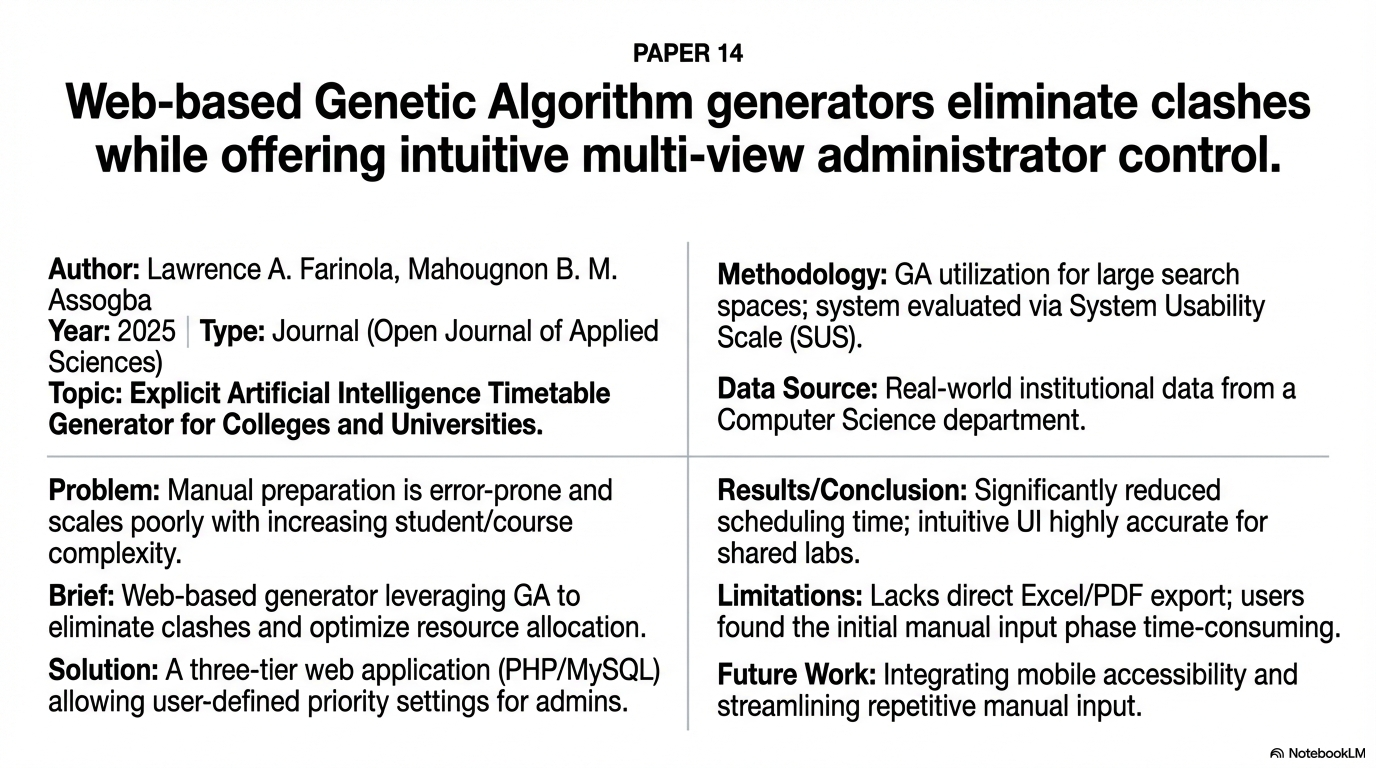 PAPER 14
Web-based Genetic Algorithm generators eliminate clashes
while offering intuitive multi-view administrator control.
Author: Lawrence A. Farinola, Mahougnon B. M.
Assogba
Year: 2025 | Type: Journal (Open Journal of Applied
Sciences)
Topic: Explicit Artificial Intelligence Timetable
Generator for Colleges and Universities.
Methodology: GA utilization for large search
spaces; system evaluated via System Usability
Scale (SUS).
Data Source: Real-world institutional data from a
Computer Science department.
Problem: Manual preparation is error-prone and
scales poorly with increasing student/course
complexity.
Brief: Web-based generator leveraging GA to
eliminate clashes and optimize resource allocation.
Solution: A three-tier web application (PHP/MySQL)
allowing user-defined priority settings for admins.
Results/Conclusion: Significantly reduced
scheduling time; intuitive UI highly accurate for
shared labs.
Limitations: Lacks direct Excel/PDF export; users
found the initial manual input phase time-consuming.
Future Work: Integrating mobile accessibility and
streamlining repetitive manual input.
NotebookLM